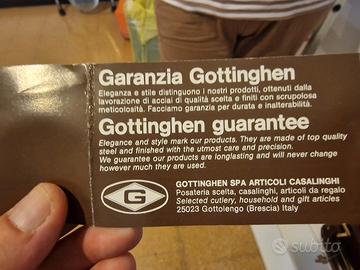 Garanzia Gottinghen
Eleganza e stile distinguono i nostri prodotti, ottenuti dalla
lavorazione di acciai di qualità scelta e finiti con scrupolosa
meticolosità. Facciamo garanzia per durata e inalterabilità.
Gottinghen guarantee
Elegance and style mark our products. They are made of top quality
steel and finished with the utmost care and precision.
We guarantee our products are longlasting and will never change
however much they are used.
G
GOTTINGHEN SPA ARTICOLI CASALINGHI
Posateria scelta, casalinghi, articoli da regalo
Selected cutlery, household and gift articles
25023 Gottolengo (Brescia) Italy
subito